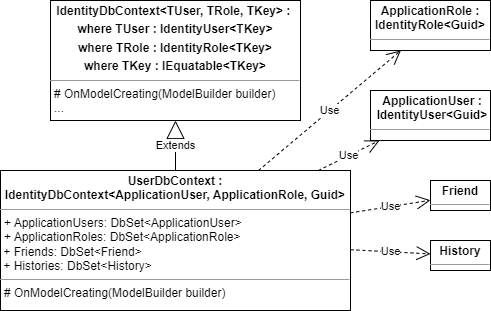 IdentityDbContext<TUser, TRole, TKey> :
where TUser : IdentityUser<TKey>
where TRole : IdentityRole<TKey>
where TKey : IEquatable<TKey>
# OnModelCreating(ModelBuilder builder)
...
ApplicationRole :
IdentityRole<Guid>
Use
ApplicationUser :
IdentityUser<Guid>
Extends
Use
UserDbContext :
IdentityDbContext<ApplicationUser, ApplicationRole, Guid>
+ ApplicationUsers: DbSet<ApplicationUser>
+ ApplicationRoles: DbSet<ApplicationRole>
+ Friends: DbSet<Friend>
+ Histories: DbSet<History>
# OnModelCreating(ModelBuilder builder)
Friend
Use
History
Use